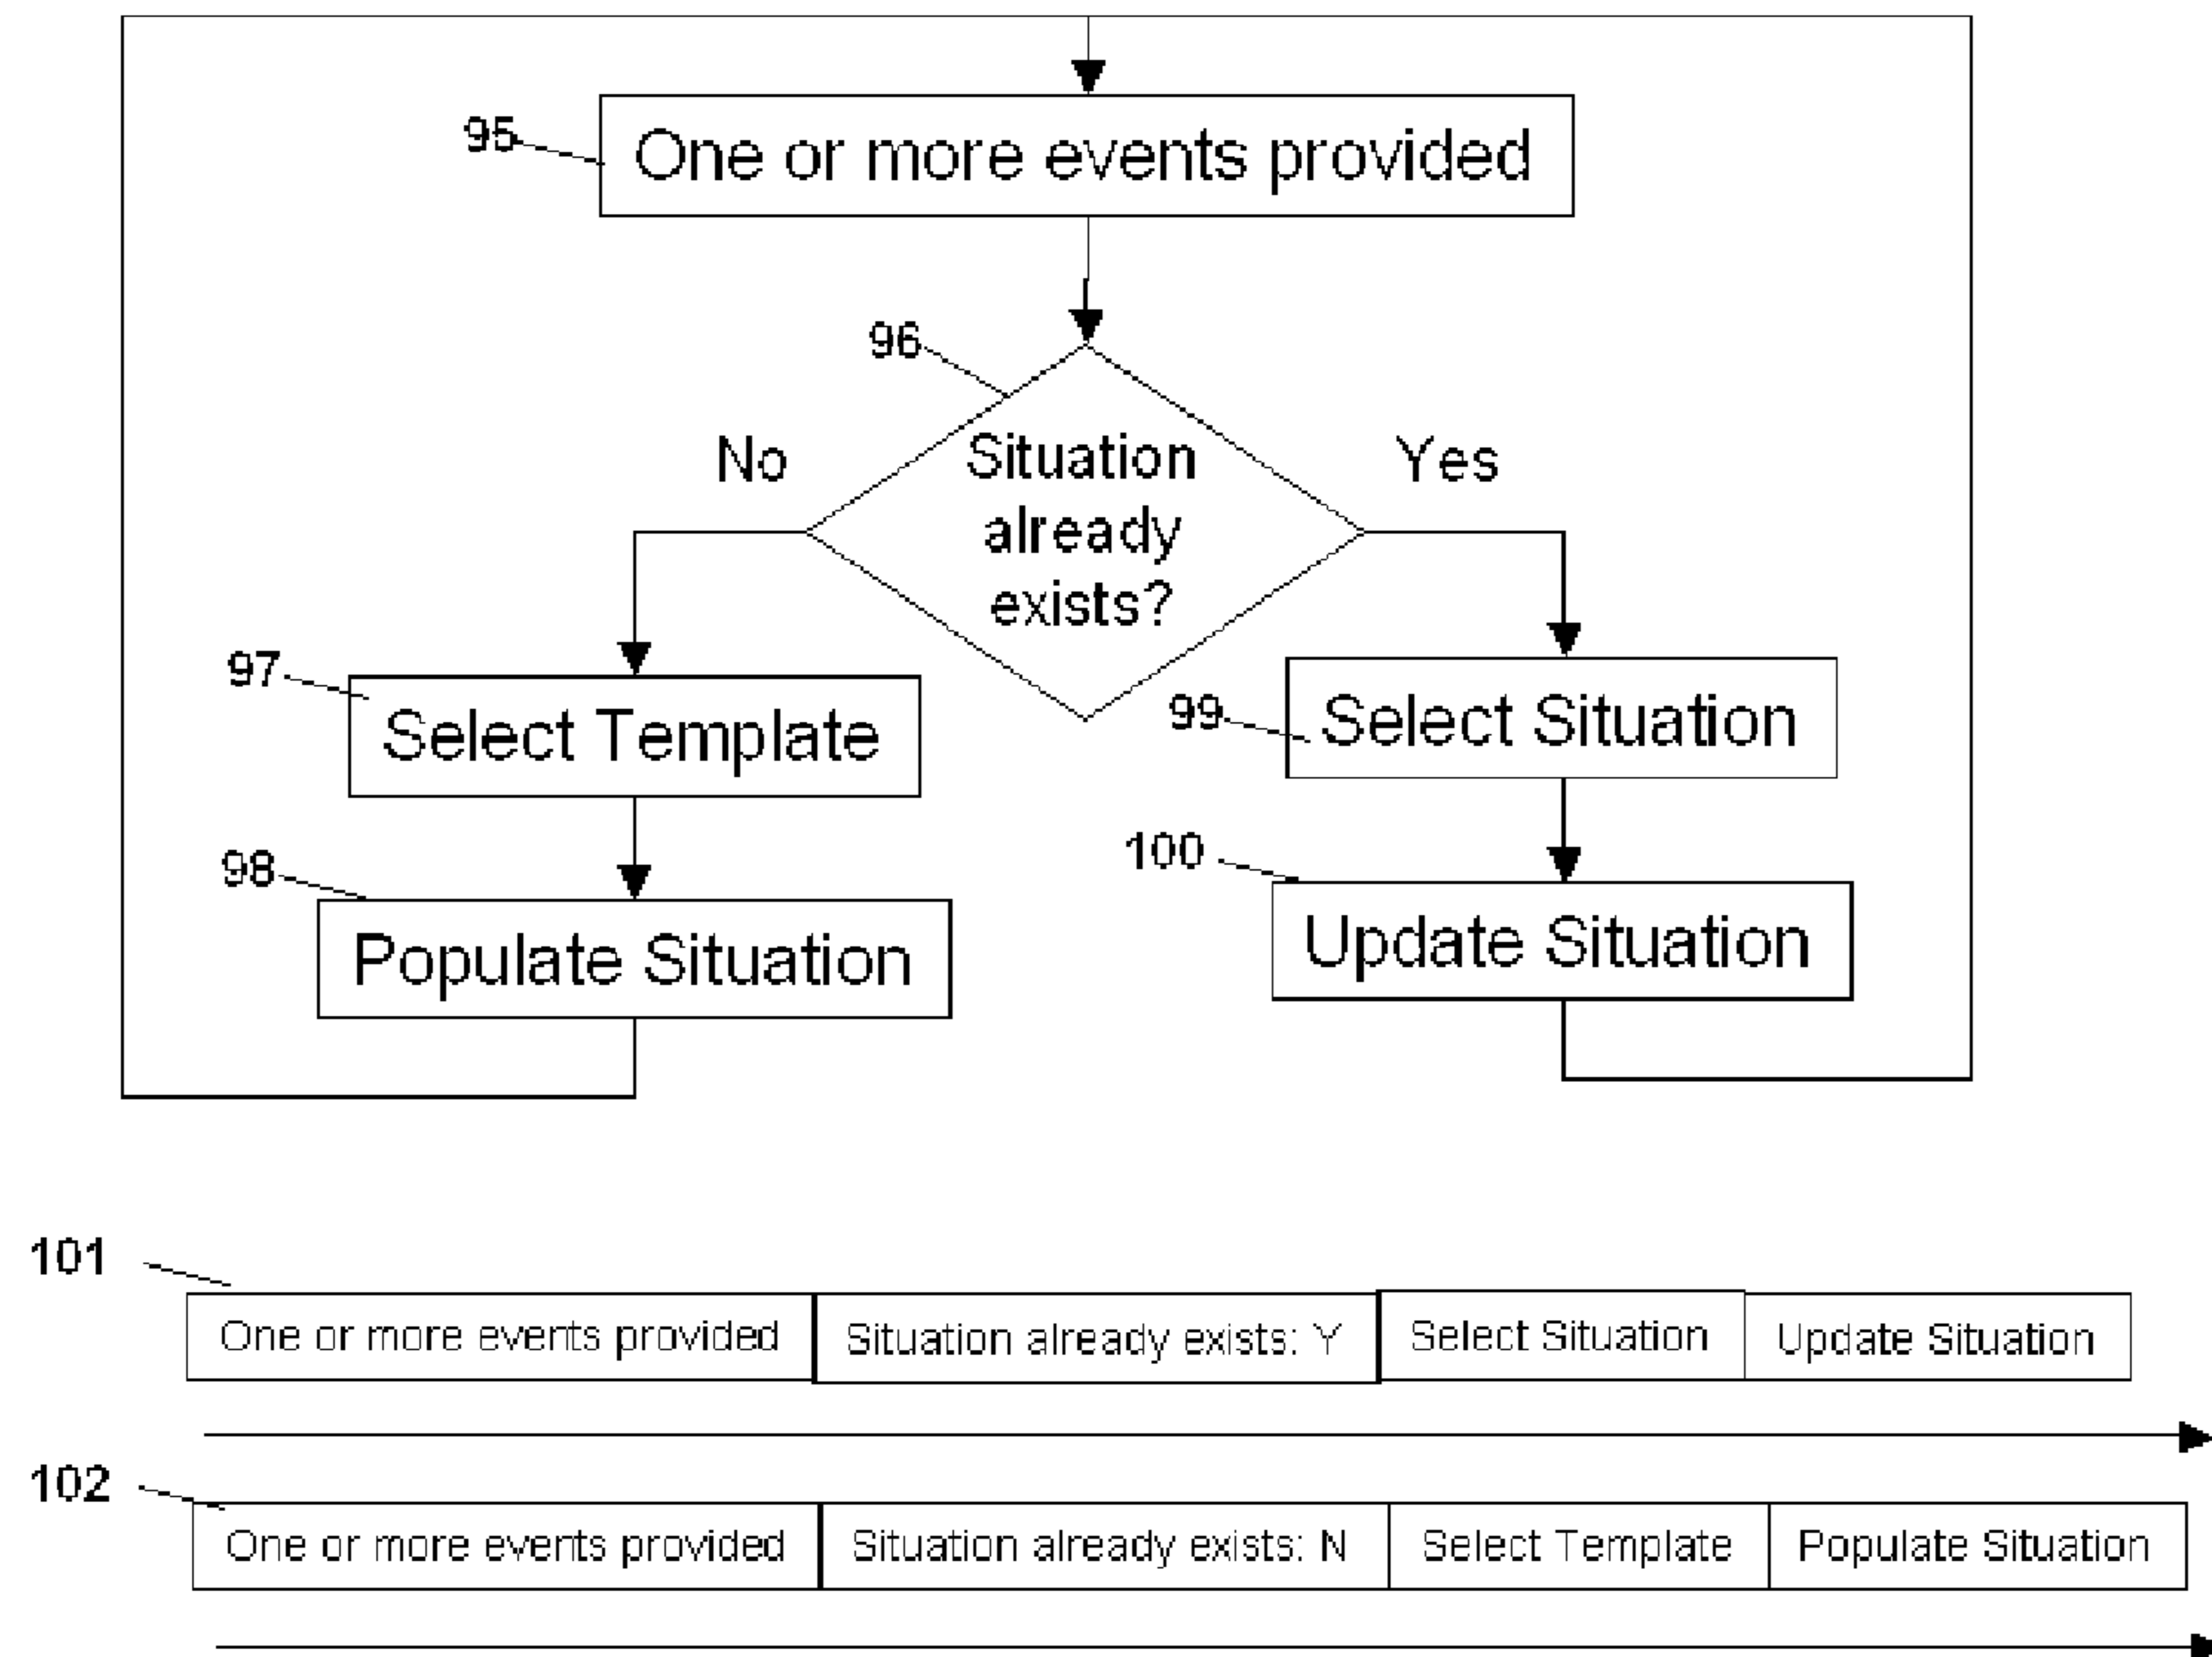 95
One or more events provided
96
No
Situation
already
exists?
Yes
97
Select Template
99
Select Situation
98
Populate Situation
100
Update Situation
101
One or more events provided
Situation already exists: Y
Select Situation
Update Situation
102
One or more events provided
Situation already exists: N
Select Template
Populate Situation